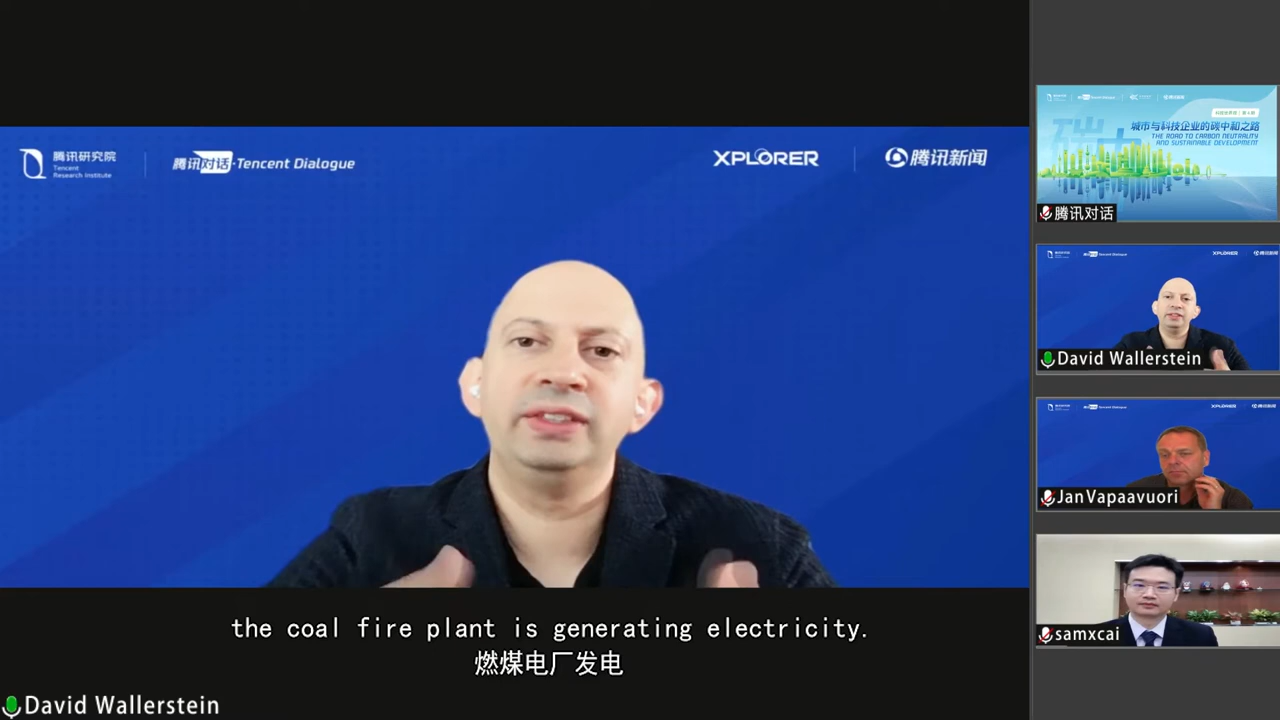 腾讯研究院
Tencent
Research Institute
腾讯对话·Tencent Dialogue
XPLORER
腾讯新闻
the coal fire plant is generating electricity.
燃煤电厂发电
David Wallerstein
城市与科技企业的碳中和之路
THE ROAD TO CARBON NEUTRALITY
AND SUSTAINABLE DEVELOPMENT
腾讯对话
XPLORER
David Wallerstein
XPLORER
JanVapaavuori
samxcai